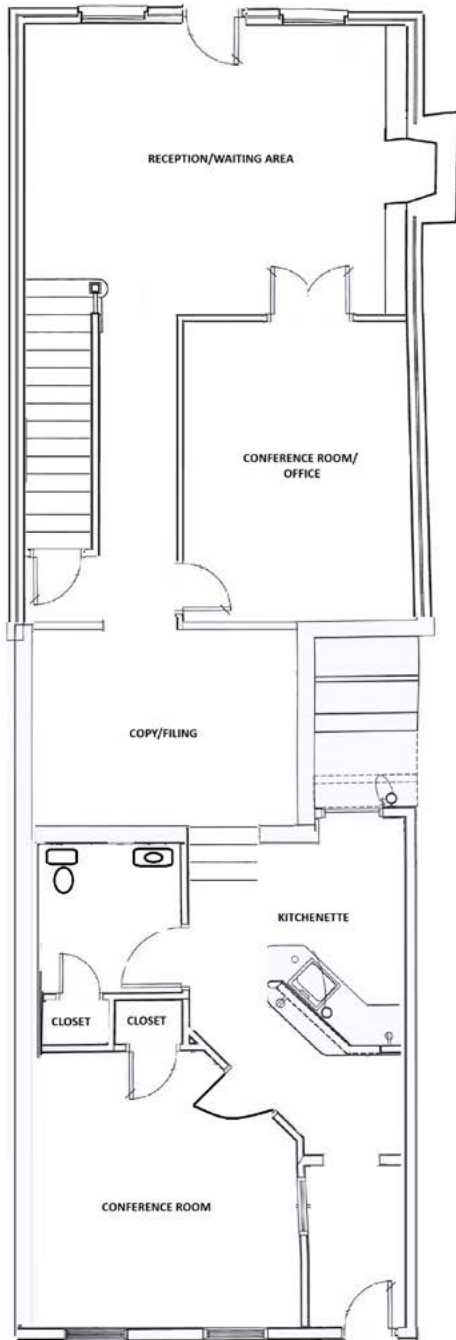 RECEPTION/WAITING AREA
CONFERENCE ROOM/
OFFICE
COPY/FILING
KITCHENETTE
CLOSET
CLOSET
CONFERENCE ROOM